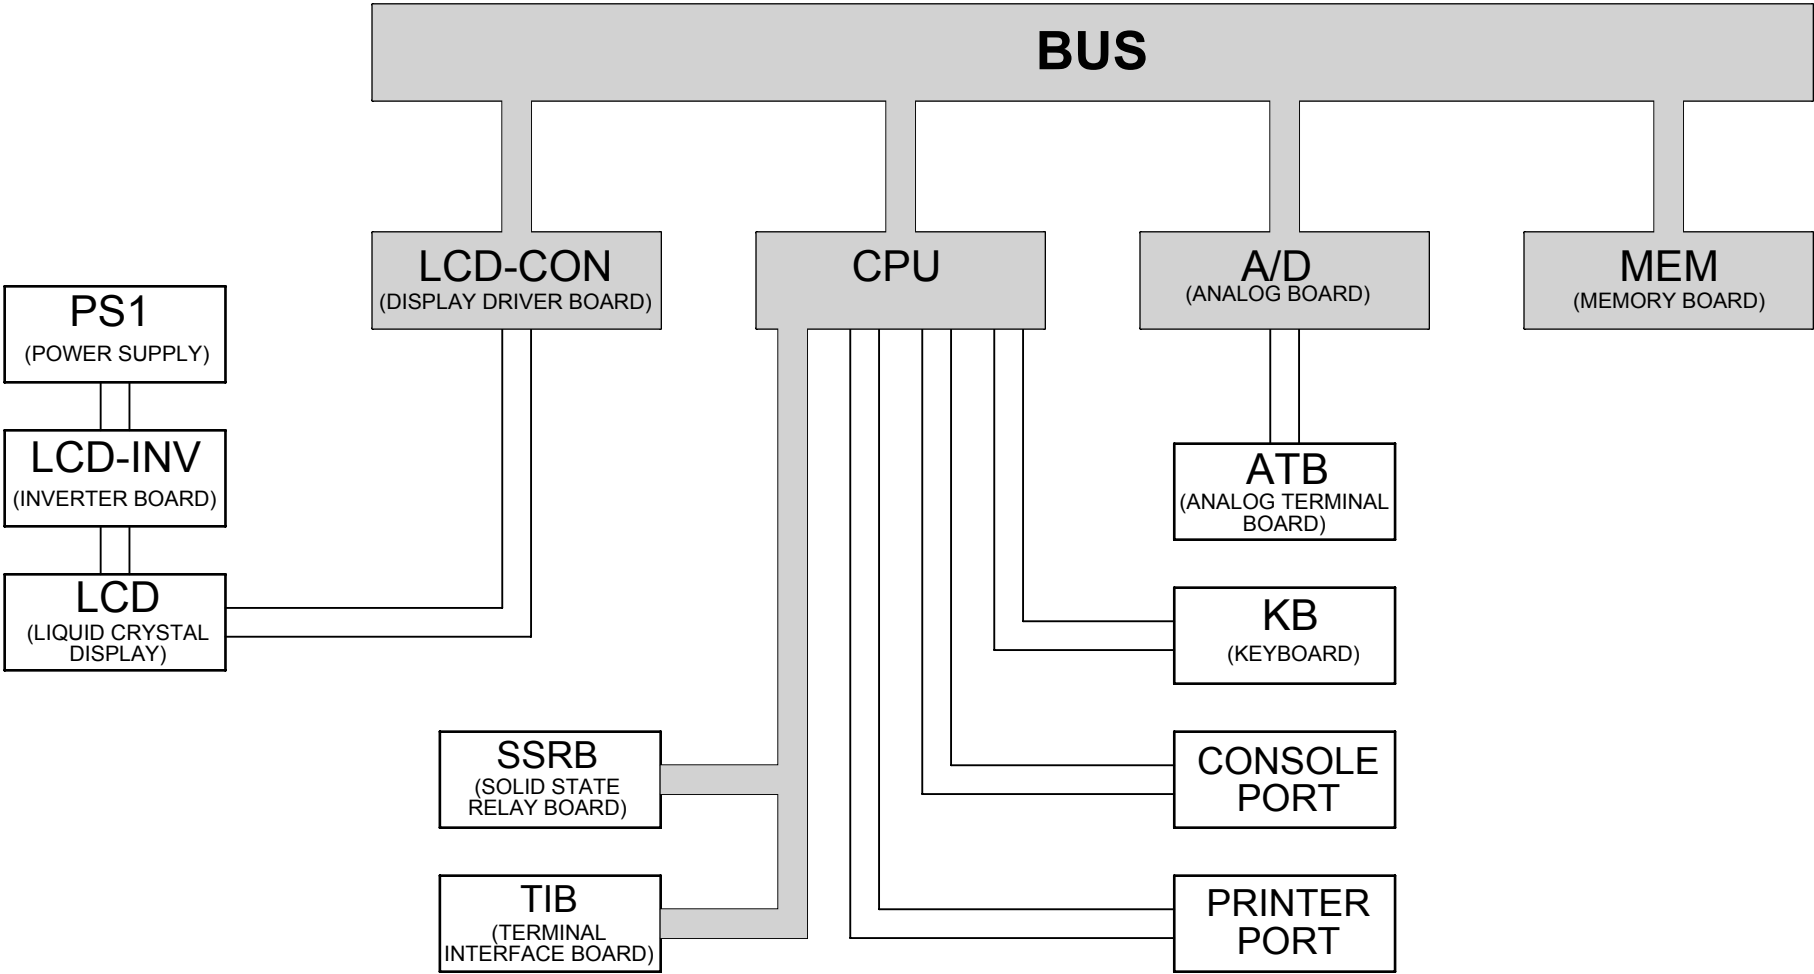 BUS
LCD-CON
(DISPLAY DRIVER BOARD)
CPU
A/D
(ANALOG BOARD)
MEM
(MEMORY BOARD)
PS1
(POWER SUPPLY)
LCD-INV
(INVERTER BOARD)
LCD
(LIQUID CRYSTAL
DISPLAY)
ATB
(ANALOG TERMINAL
BOARD)
KB
(KEYBOARD)
SSRB
(SOLID STATE
RELAY BOARD)
CONSOLE
PORT
TIB
(TERMINAL
INTERFACE BOARD)
PRINTER
PORT